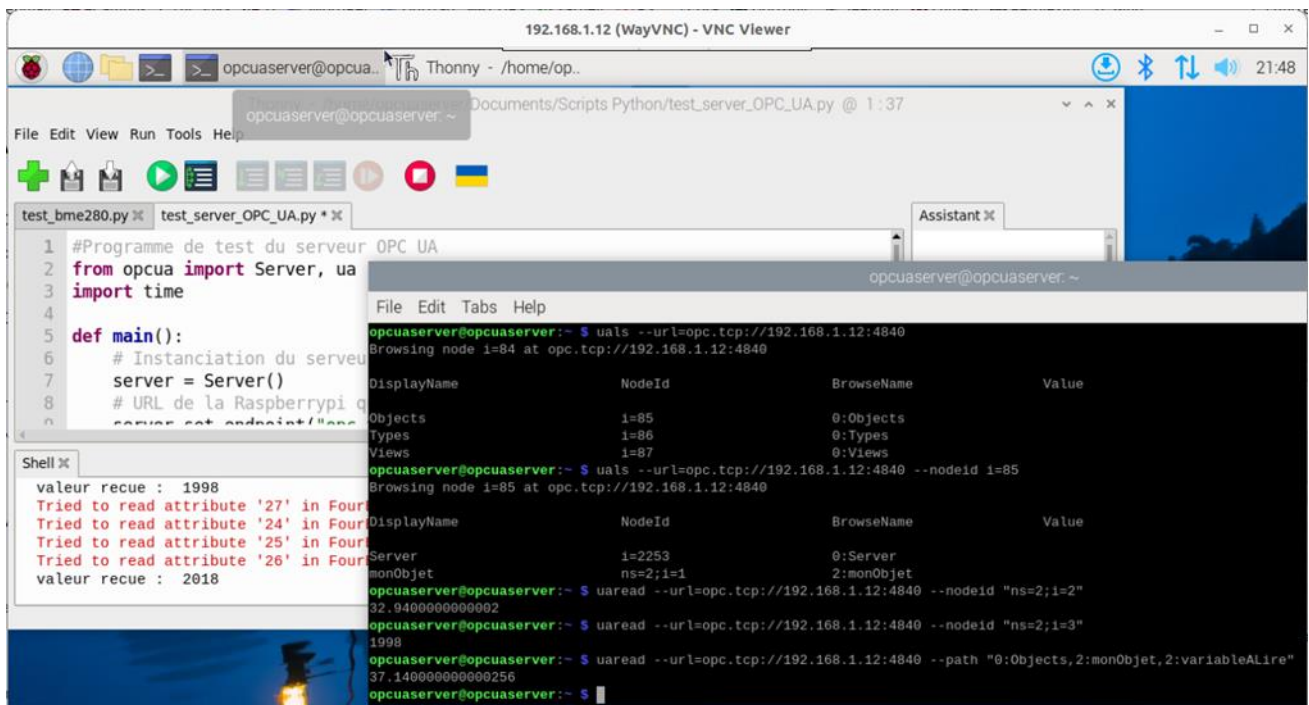 192.168.1.12 (WayVNC) - VNC Viewer
opcuaserver@opcua.. Thonny - /home/op.. 21:48
Documents/Scripts Python/test_server_OPC_UA.py @ 1:37
opcuaserver@opcuaserver: ~
File Edit View Run Tools Help
test_bme280.py test_server_OPC_UA.py *
Assistant
1 #Programme de test du serveur OPC UA
2 from opcua import Server, ua
3 import time
4
5 def main():
6 # Instanciation du serveu
7 server = Server()
8 # URL de la Raspberrypi q
Shell
valeur recue : 1998
Tried to read attribute '27' in Four
Tried to read attribute '24' in Four
Tried to read attribute '25' in Four
Tried to read attribute '26' in Four
valeur recue : 2018
opcuaserver@opcuaserver: ~
File Edit Tabs Help
opcuaserver@opcuaserver:~ $ uals --url=opc.tcp://192.168.1.12:4840
Browsing node i=84 at opc.tcp://192.168.1.12:4840
DisplayName NodeId BrowseName Value
Objects i=85 0:Objects
Types i=86 0:Types
Views i=87 0:Views
opcuaserver@opcuaserver:~ $ uals --url=opc.tcp://192.168.1.12:4840 --nodeid i=85
Browsing node i=85 at opc.tcp://192.168.1.12:4840
DisplayName NodeId BrowseName Value
Server i=2253 0:Server
monObjet ns=2;i=1 2:monObjet
opcuaserver@opcuaserver:~ $ uaread --url=opc.tcp://192.168.1.12:4840 --nodeid "ns=2;i=2"
32.9400000000002
opcuaserver@opcuaserver:~ $ uaread --url=opc.tcp://192.168.1.12:4840 --nodeid "ns=2;i=3"
1998
opcuaserver@opcuaserver:~ $ uaread --url=opc.tcp://192.168.1.12:4840 --path "0:Objects,2:monObjet,2:variableALire"
37.140000000000256
opcuaserver@opcuaserver:~ $